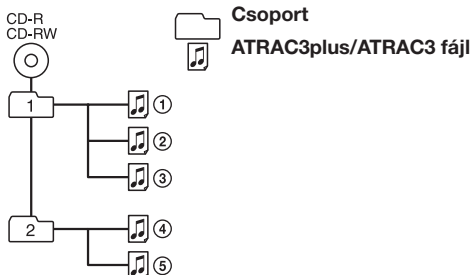 CD-R
CD-RW
Csoport
ATRAC3plus/ATRAC3 fájl
1
①
②
③
2
④
⑤